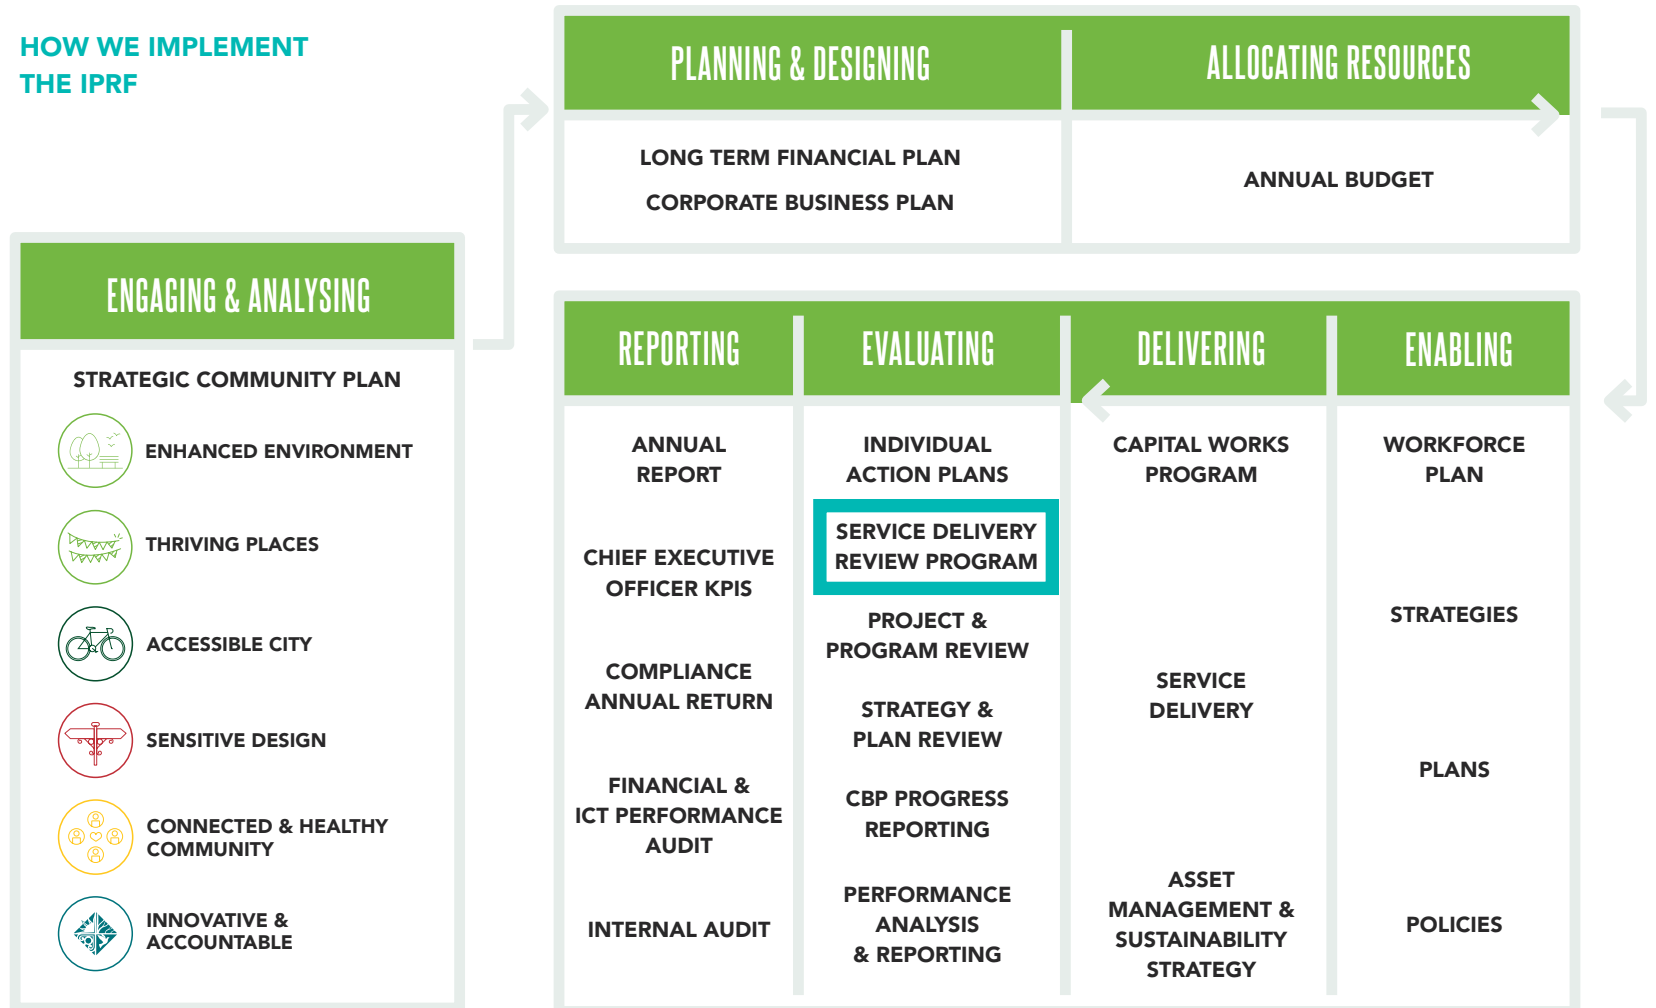 HOW WE IMPLEMENT
THE IPRF
PLANNING & DESIGNING
ALLOCATING RESOURCES
LONG TERM FINANCIAL PLAN
CORPORATE BUSINESS PLAN
ANNUAL BUDGET
ENGAGING & ANALYSING
STRATEGIC COMMUNITY PLAN
ENHANCED ENVIRONMENT
THRIVING PLACES
ACCESSIBLE CITY
SENSITIVE DESIGN
CONNECTED & HEALTHY
COMMUNITY
INNOVATIVE &
ACCOUNTABLE
REPORTING
ANNUAL
REPORT
CHIEF EXECUTIVE
OFFICER KPIS
COMPLIANCE
ANNUAL RETURN
FINANCIAL &
ICT PERFORMANCE
AUDIT
INTERNAL AUDIT
EVALUATING
INDIVIDUAL
ACTION PLANS
SERVICE DELIVERY
REVIEW PROGRAM
PROJECT &
PROGRAM REVIEW
STRATEGY &
PLAN REVIEW
CBP PROGRESS
REPORTING
PERFORMANCE
ANALYSIS
& REPORTING
DELIVERING
CAPITAL WORKS
PROGRAM
SERVICE
DELIVERY
ASSET
MANAGEMENT &
SUSTAINABILITY
STRATEGY
ENABLING
WORKFORCE
PLAN
STRATEGIES
PLANS
POLICIES